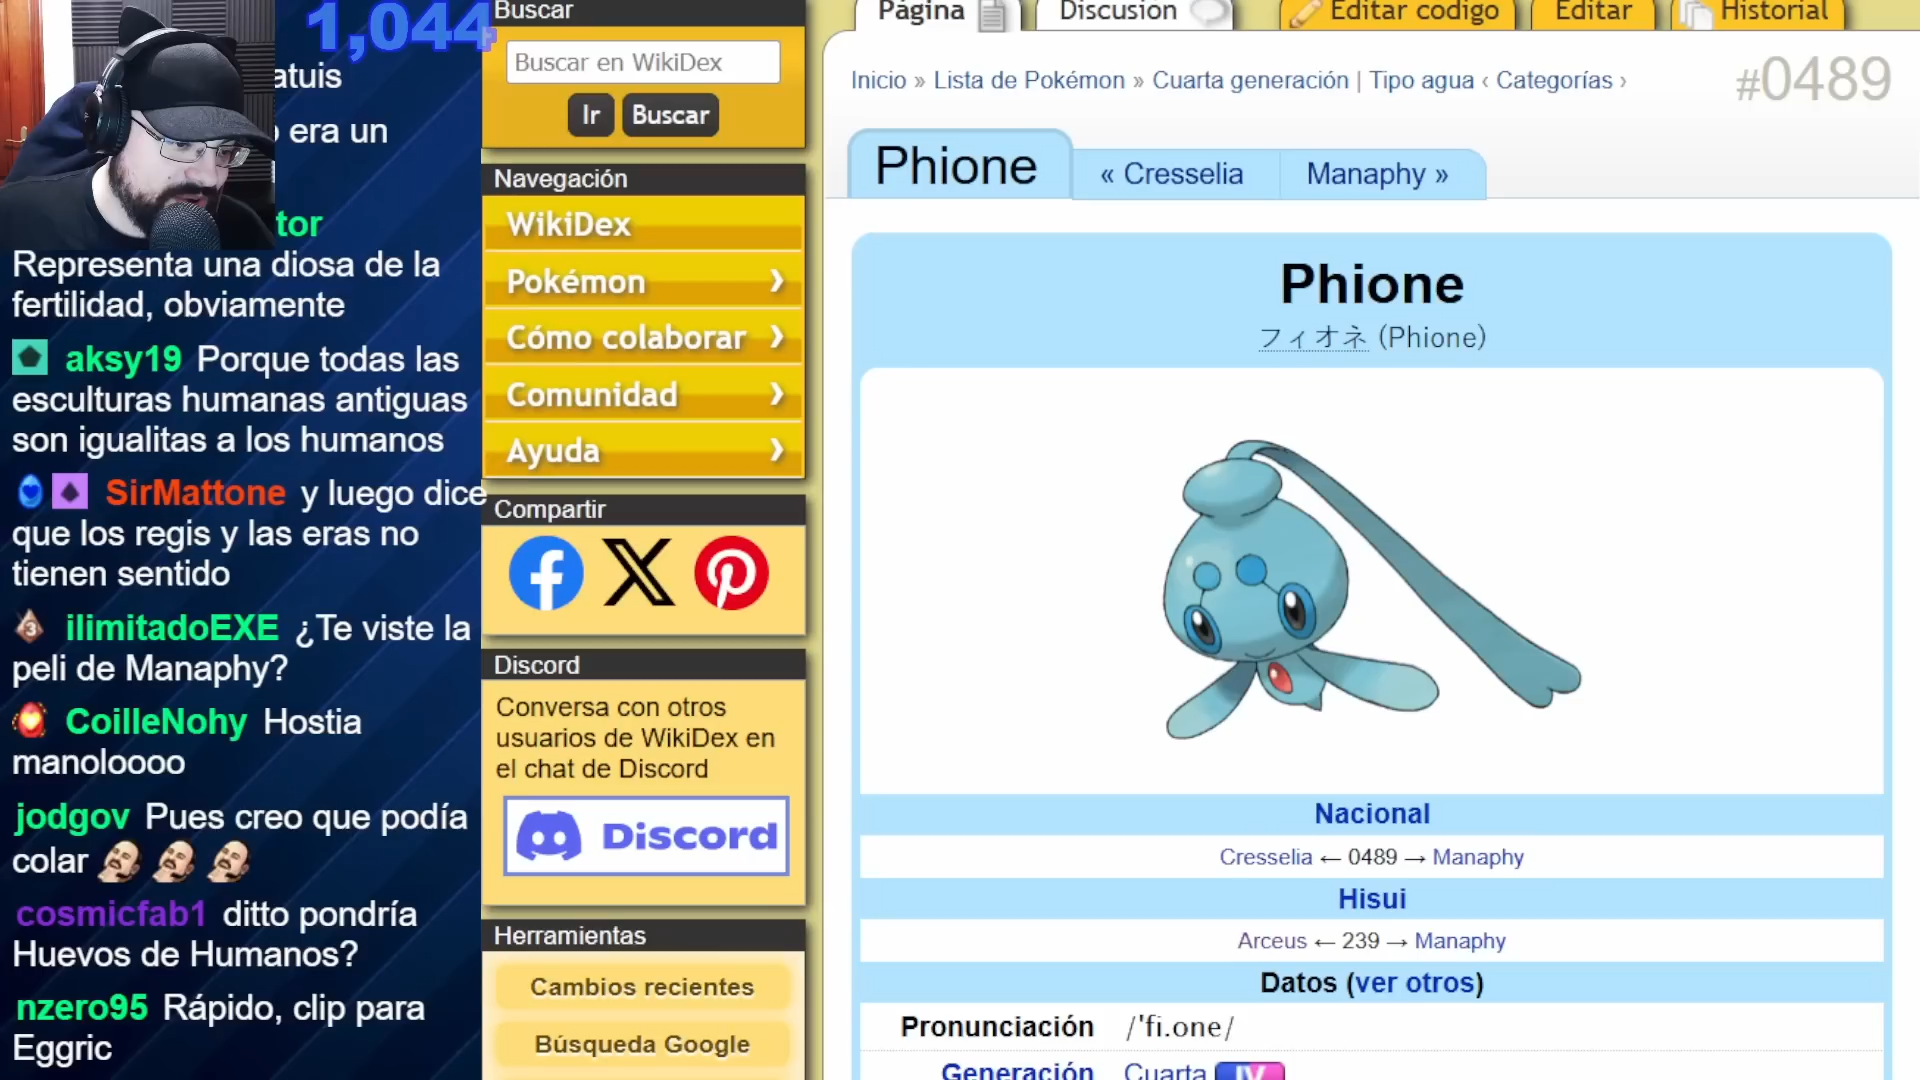 1,044
atuis
era un
tor
Representa una diosa de la
fertilidad, obviamente
aksy19 Porque todas las
esculturas humanas antiguas
son igualitas a los humanos
SirMattone y luego dice
que los regis y las eras no
tienen sentido
3 ilimitadoEXE ¿Te viste la
peli de Manaphy?
CoilleNohy Hostia
manoloooo
jodgov Pues creo que podía
colar
cosmicfab1 ditto pondría
Huevos de Humanos?
nzero95 Rápido, clip para
Eggric
Buscar
Buscar en WikiDex
Ir Buscar
Navegación
WikiDex
Pokémon
Cómo colaborar
Comunidad
Ayuda
Compartir
Discord
Conversa con otros
usuarios de WikiDex en
el chat de Discord
Discord
Herramientas
Cambios recientes
Búsqueda Google
Página Discusión Editar código Editar Historial
Inicio » Lista de Pokémon » Cuarta generación | Tipo agua ‹ Categorías ›
#0489
Phione « Cresselia Manaphy »
Phione
フィオネ (Phione)
Nacional
Cresselia ← 0489 → Manaphy
Hisui
Arceus ← 239 → Manaphy
Datos (ver otros)
Pronunciación /ˈfi.one/
Generación Cuarta IV